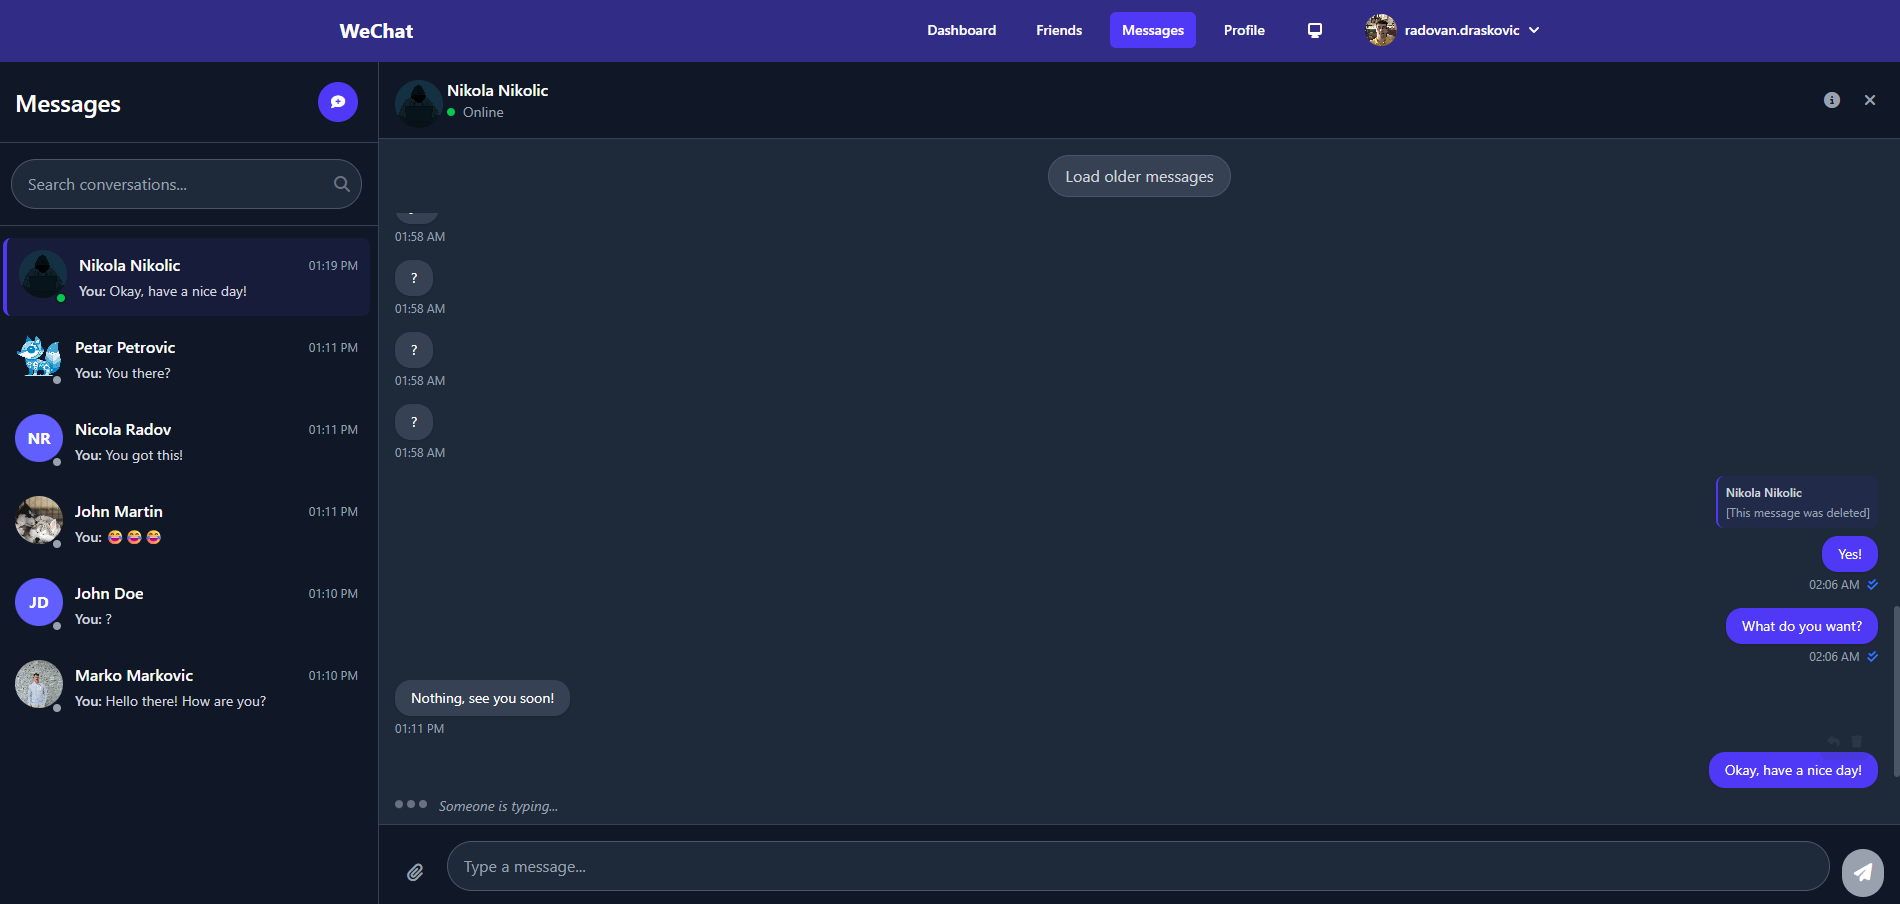 WeChat
Dashboard
Friends
Messages
Profile
radovan.draskovic
Messages
Search conversations...
Nikola Nikolic
01:19 PM
You: Okay, have a nice day!
Petar Petrovic
01:11 PM
You: You there?
NR
Nicola Radov
01:11 PM
You: You got this!
John Martin
01:11 PM
You: 😂 😂 😂
JD
John Doe
01:10 PM
You: ?
Marko Markovic
01:10 PM
You: Hello there! How are you?
Nikola Nikolic
Online
Load older messages
01:58 AM
?
01:58 AM
?
01:58 AM
?
01:58 AM
Nikola Nikolic
[This message was deleted]
Yes!
02:06 AM
What do you want?
02:06 AM
Nothing, see you soon!
01:11 PM
Okay, have a nice day!
Someone is typing...
Type a message...